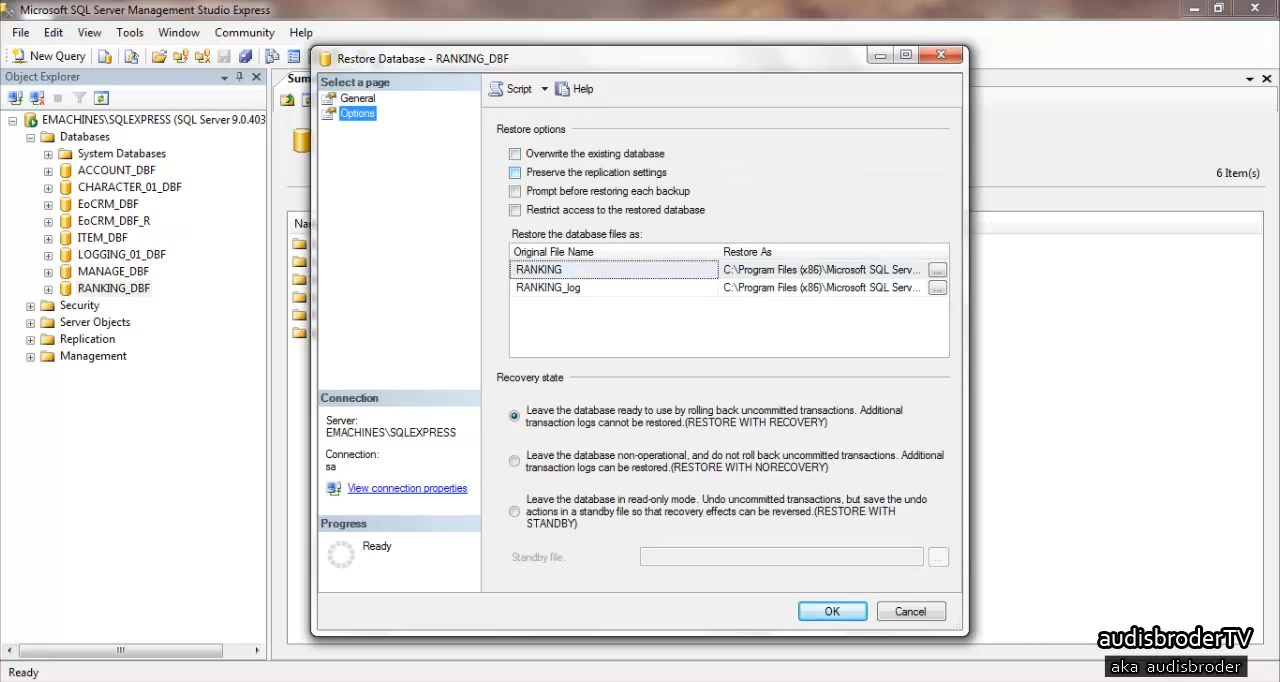 Microsoft SQL Server Management Studio Express
File Edit View Tools Window Community Help
New Query
Object Explorer
EMACHINES\SQLEXPRESS (SQL Server 9.0.403
Databases
System Databases
ACCOUNT_DBF
CHARACTER_01_DBF
EoCRM_DBF
EoCRM_DBF_R
ITEM_DBF
LOGGING_01_DBF
MANAGE_DBF
RANKING_DBF
Security
Server Objects
Replication
Management
Sum
6 Item(s)
Na
Restore Database - RANKING_DBF
Select a page
General
Options
Script Help
Restore options
Overwrite the existing database
Preserve the replication settings
Prompt before restoring each backup
Restrict access to the restored database
Restore the database files as:
Original File Name Restore As
RANKING C:\Program Files (x86)\Microsoft SQL Serv... ...
RANKING_log C:\Program Files (x86)\Microsoft SQL Serv... ...
Recovery state
Leave the database ready to use by rolling back uncommitted transactions. Additional
transaction logs cannot be restored.(RESTORE WITH RECOVERY)
Leave the database non-operational, and do not roll back uncommitted transactions. Additional
transaction logs can be restored.(RESTORE WITH NORECOVERY)
Leave the database in read-only mode. Undo uncommitted transactions, but save the undo
actions in a standby file so that recovery effects can be reversed.(RESTORE WITH
STANDBY)
Standby file: ...
Connection
Server:
EMACHINES\SQLEXPRESS
Connection:
sa
View connection properties
Progress
Ready
OK Cancel
Ready
audisbroderTV
aka audisbroder